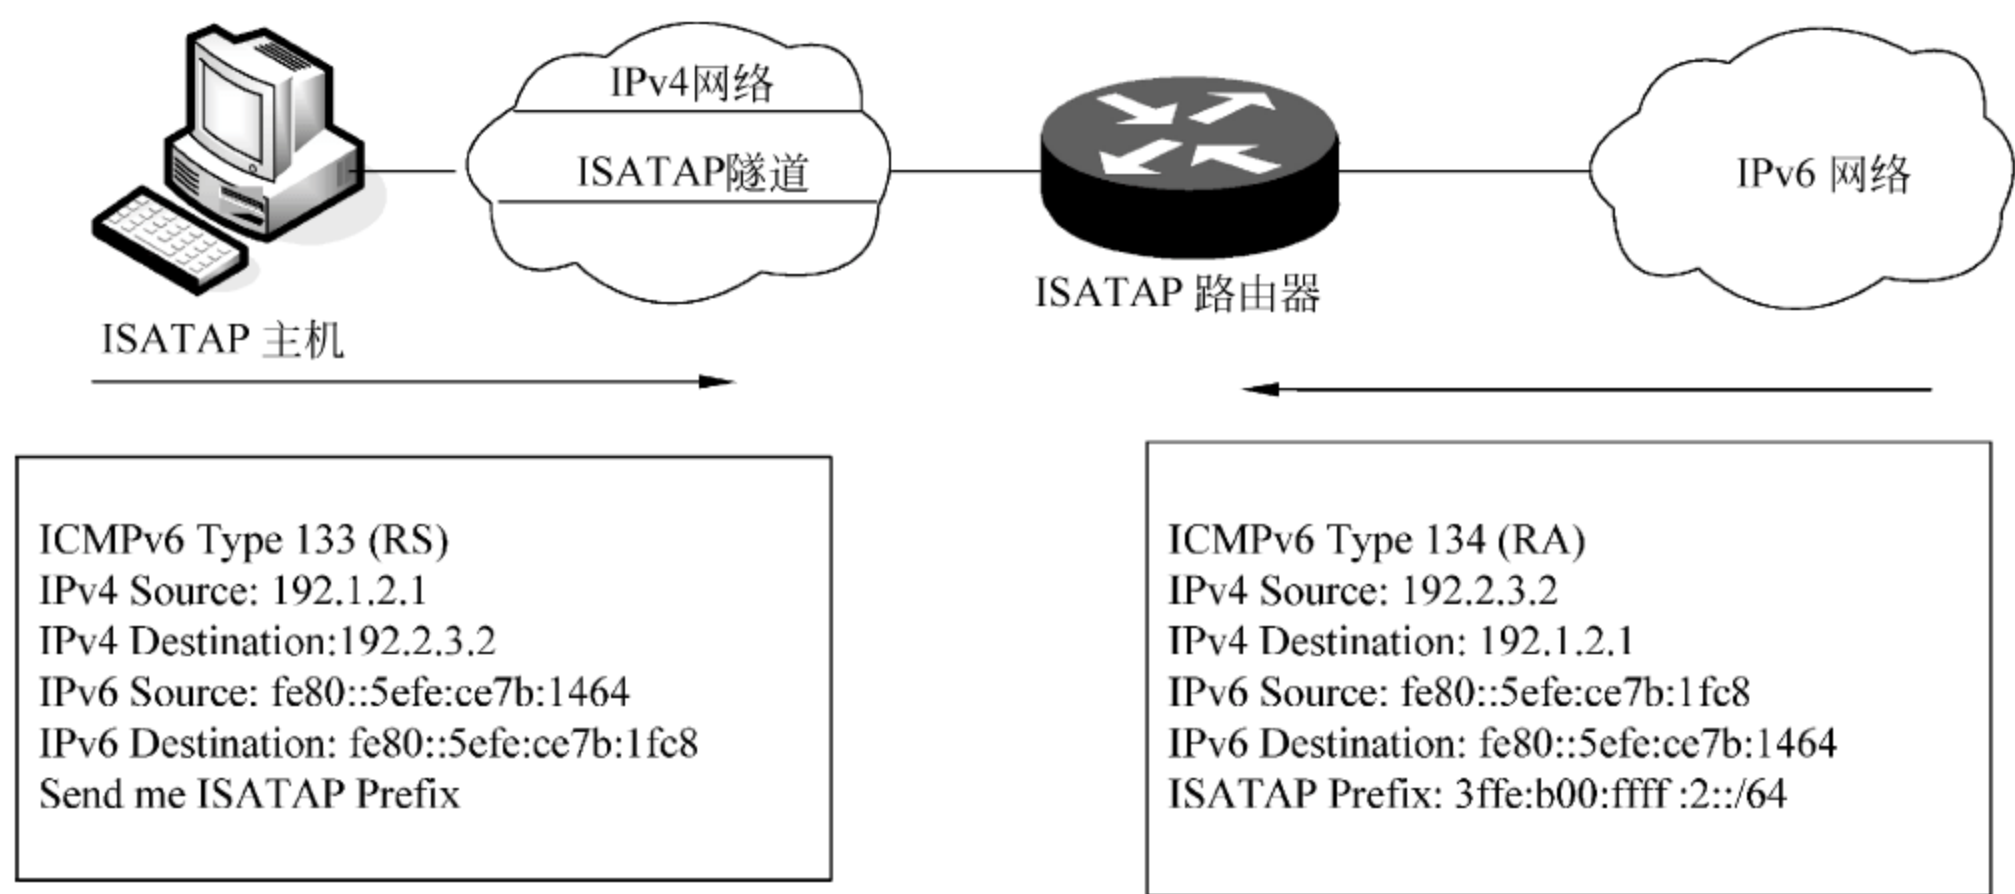 IPv4网络
ISATAP隧道
IPv6 网络
ISATAP 路由器
ISATAP 主机
ICMPv6 Type 133 (RS)
IPv4 Source: 192.1.2.1
IPv4 Destination:192.2.3.2
IPv6 Source: fe80::5efe:ce7b:1464
IPv6 Destination: fe80::5efe:ce7b:1fc8
Send me ISATAP Prefix
ICMPv6 Type 134 (RA)
IPv4 Source: 192.2.3.2
IPv4 Destination: 192.1.2.1
IPv6 Source: fe80::5efe:ce7b:1fc8
IPv6 Destination: fe80::5efe:ce7b:1464
ISATAP Prefix: 3ffe:b00:ffff :2::/64